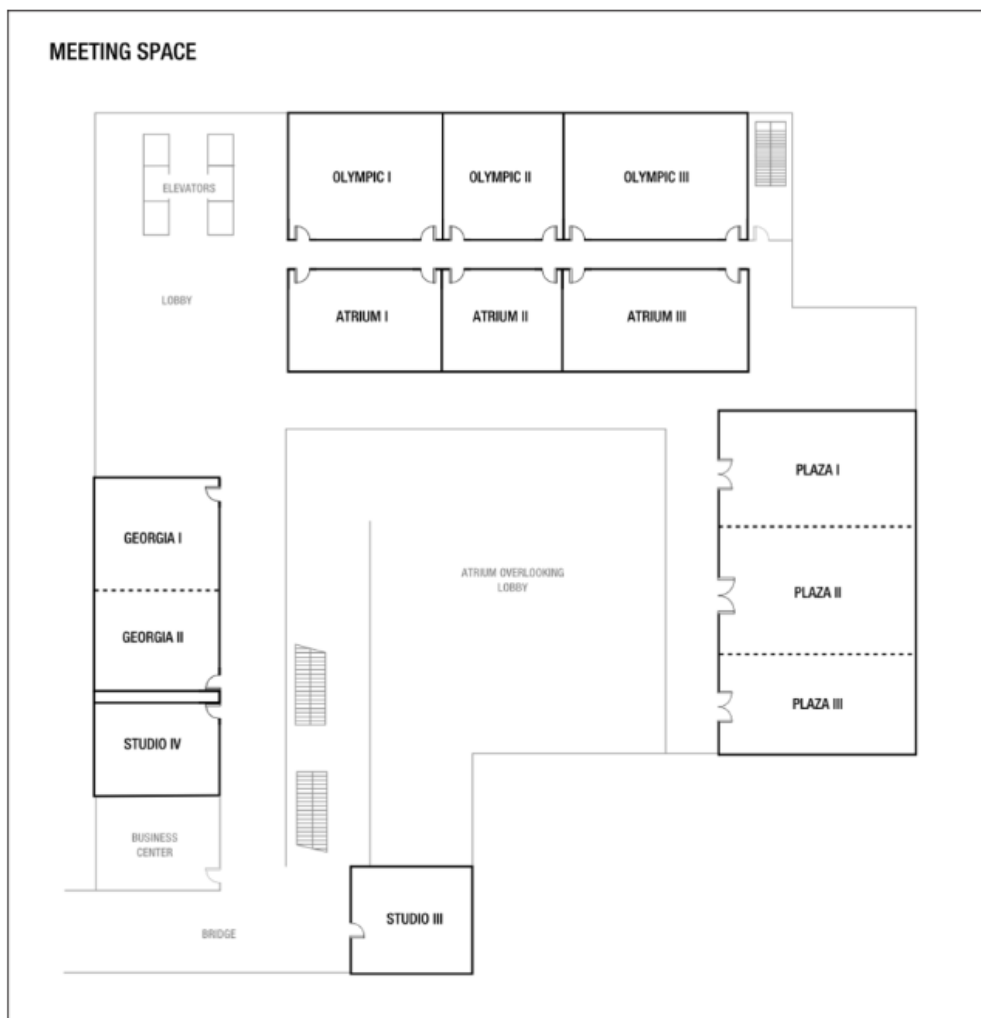 MEETING SPACE
OLYMPIC I
OLYMPIC II
OLYMPIC III
ELEVATORS
LOBBY
ATRIUM I
ATRIUM II
ATRIUM III
PLAZA I
GEORGIA I
ATRIUM OVERLOOKING
LOBBY
PLAZA II
GEORGIA II
PLAZA III
STUDIO IV
BUSINESS
CENTER
STUDIO III
BRIDGE